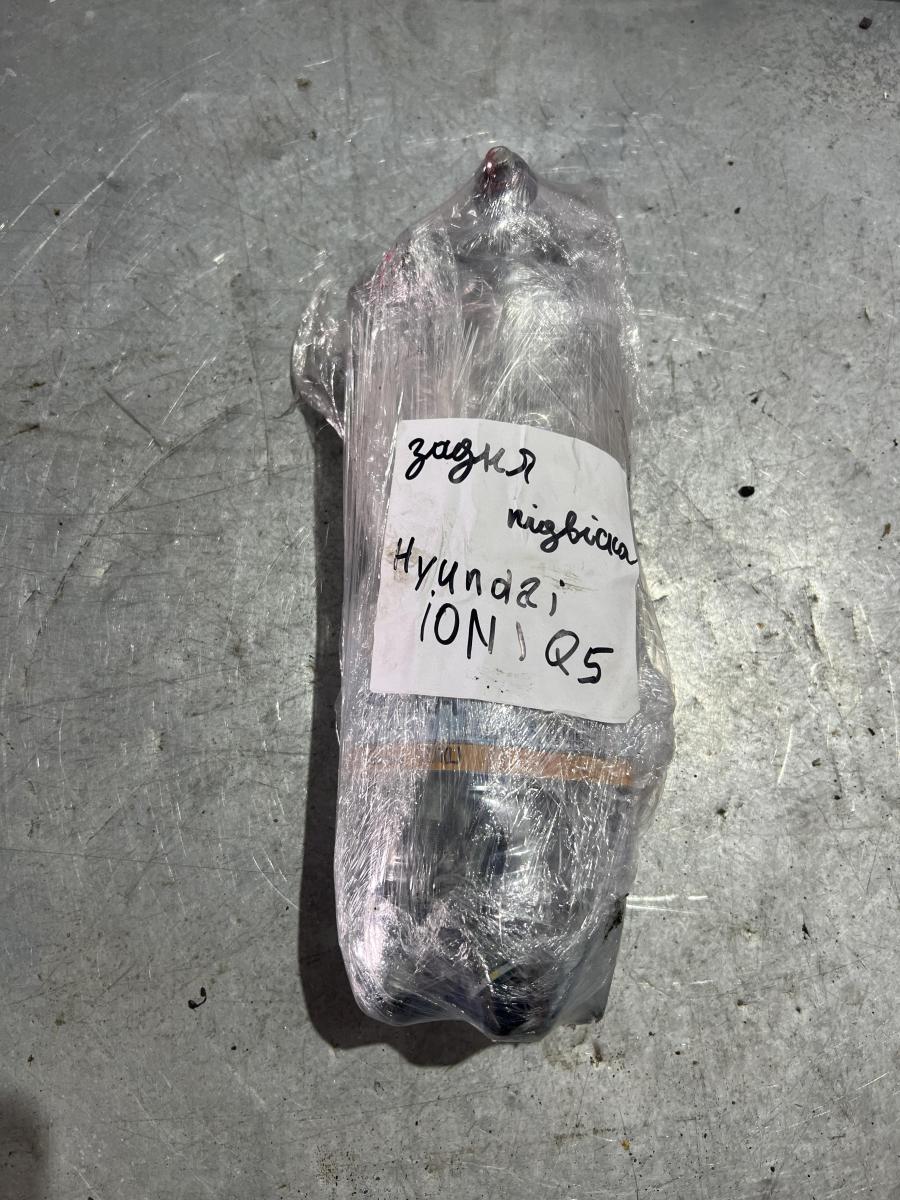 задня
підвіска
Hyundai
iONiQ5